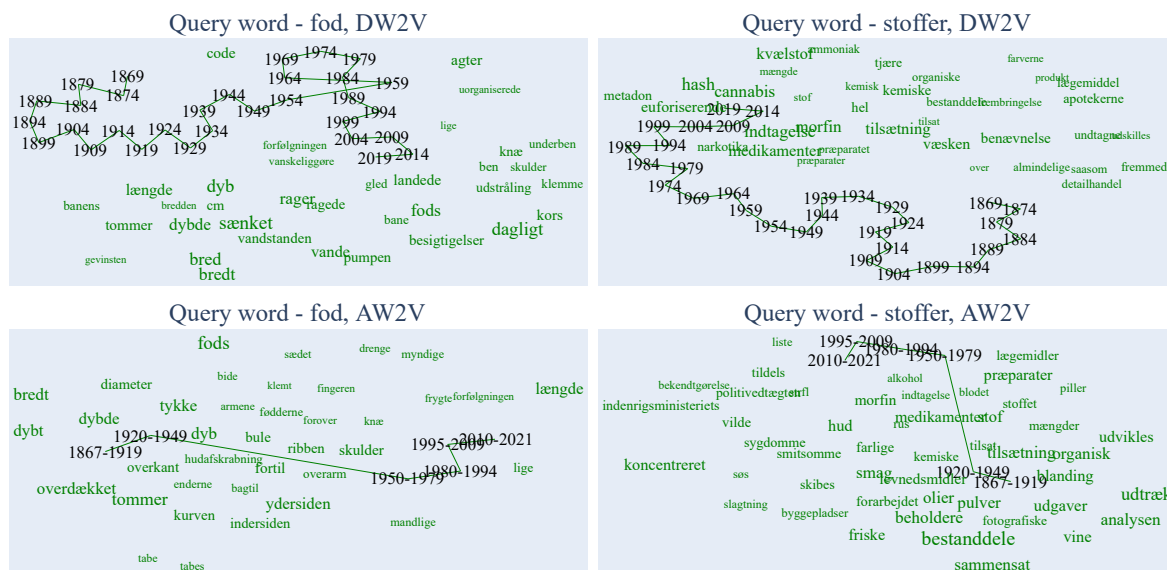 Query word - fod, DW2V
code
1969 1974 1979
agter
1879 1869
1964 1984 1959
uorganiserede
1889 1884 1874
1944
1954 1989
1939 1949
1994
1894
1999
lige
1904 1914 1924 1934
1899 1909 1919 1929
2004 2009
forfølgningen
underben
vanskeliggøre
2019 2014
knæ
ben skulder
længde dyb
gled landede
udstråling klemme
banens bredden cm
rager
ragede
fods
kors
tommer dybde sænket
bane
dagligt
vandstanden
besigtigelser
vande
pumpen
gevinsten
bred
bredt
Query word - stoffer, DW2V
kvælstof
ammoniak
tjære
farverne
mængde
organiske
produkt
lægemiddel
hash
cannabis
kemisk kemiske
metadon
stof
bestanddele
frembringelse
apotekerne
euforiserende
hel
2019 2014
tilsat
1999 2004 2009 indtagelse morfin tilsætning
benævnelse
undtagne
udskilles
1989 1994
narkotika medikamenter
præparatet
væsken
præparater
1984 1979
over
almindelige
saasom
fremmed
1974
detailhandel
1969 1964
1939 1934
1869 1874
1959
1944
1929
1879
1954 1949
1924
1919
1884
1914
1889
1909
1904 1899 1894
Query word - fod, AW2V
fods
sædet
drenge
myndige
bide
bredt
diameter
klemt
fingeren
længde
tykke
armene
frygte forfølgningen
fødderne
dybde
forover
knæ
dybt
1920-1949 dyb
bule
1995-2009 2010-2021
1867-1919
ribben skulder
hudafskrabning
overkant
fortil
1980-1994
lige
enderne
overarm
1950-1979
overdækket
bagtil
tommer
ydersiden
kurven
indersiden
mandlige
tabe
tabes
Query word - stoffer, AW2V
liste
1995-2009
1980-1994
1950-1979
2010-2021
lægemidler
tildels
alkohol
præparater
bekendtgørelse
politivedtægten
indtagelse
blodet
piller
indenrigsministeriets
morfin
stoffet
medikamenter stof
vilde
hud
rus
mængder
udvikles
sygdomme
farlige
tilsat
smitsomme
kemiske
tilsætning organisk
koncentreret
1920-1949
søs
smag
levnedsmidler
1867-1919
blanding
skibes
olier
udtræk
slagtning
forarbejdet
pulver
udgaver
byggepladser
beholdere
fotografiske
analysen
friske
bestanddele
vine
sammensat